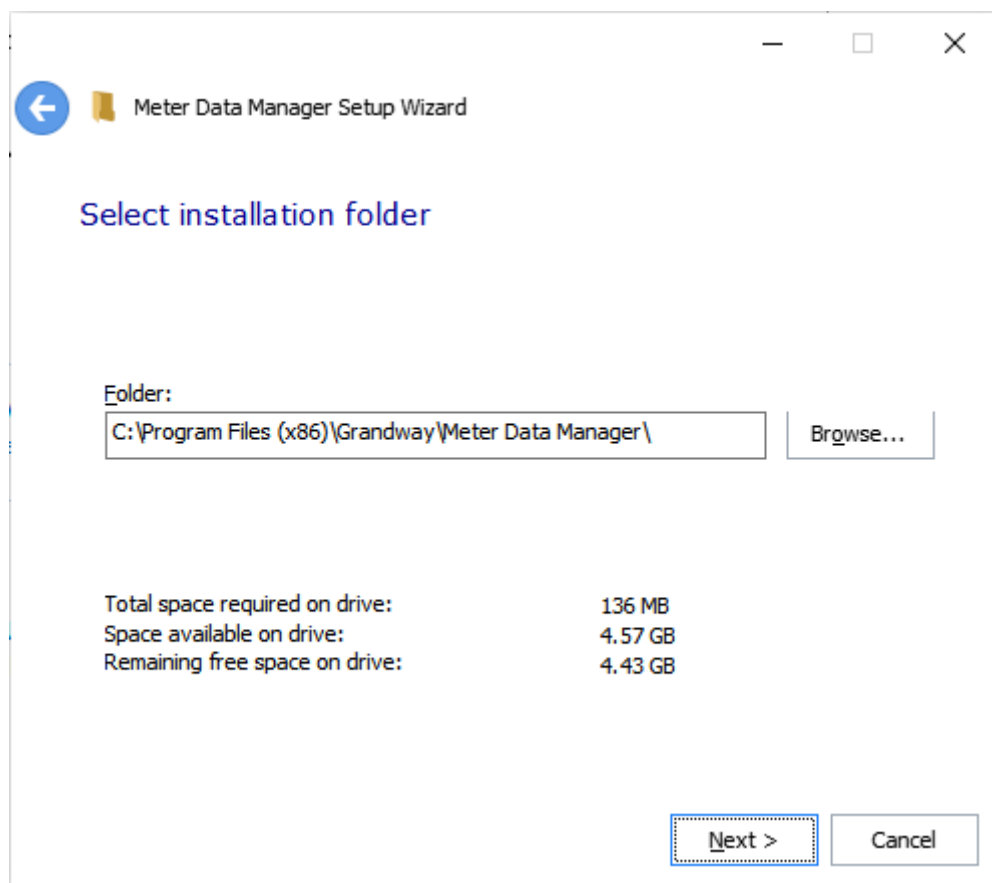 Meter Data Manager Setup Wizard
Select installation folder
Folder:
C:\Program Files (x86)\Grandway\Meter Data Manager\
Browse...
Total space required on drive: 136 MB
Space available on drive: 4.57 GB
Remaining free space on drive: 4.43 GB
Next >
Cancel